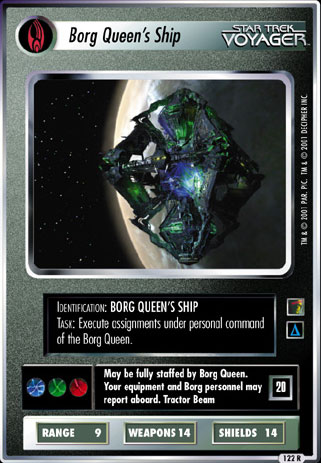 Borg Queen's Ship
STAR TREK
VOYAGER™
TM & © 2001 PAR. PIC. TM & © 2001 DECIPHER INC.
IDENTIFICATION: BORG QUEEN'S SHIP
TASK: Execute assignments under personal command
of the Borg Queen.
May be fully staffed by Borg Queen.
Your equipment and Borg personnel may
report aboard. Tractor Beam
20
RANGE 9
WEAPONS 14
SHIELDS 14
122 R